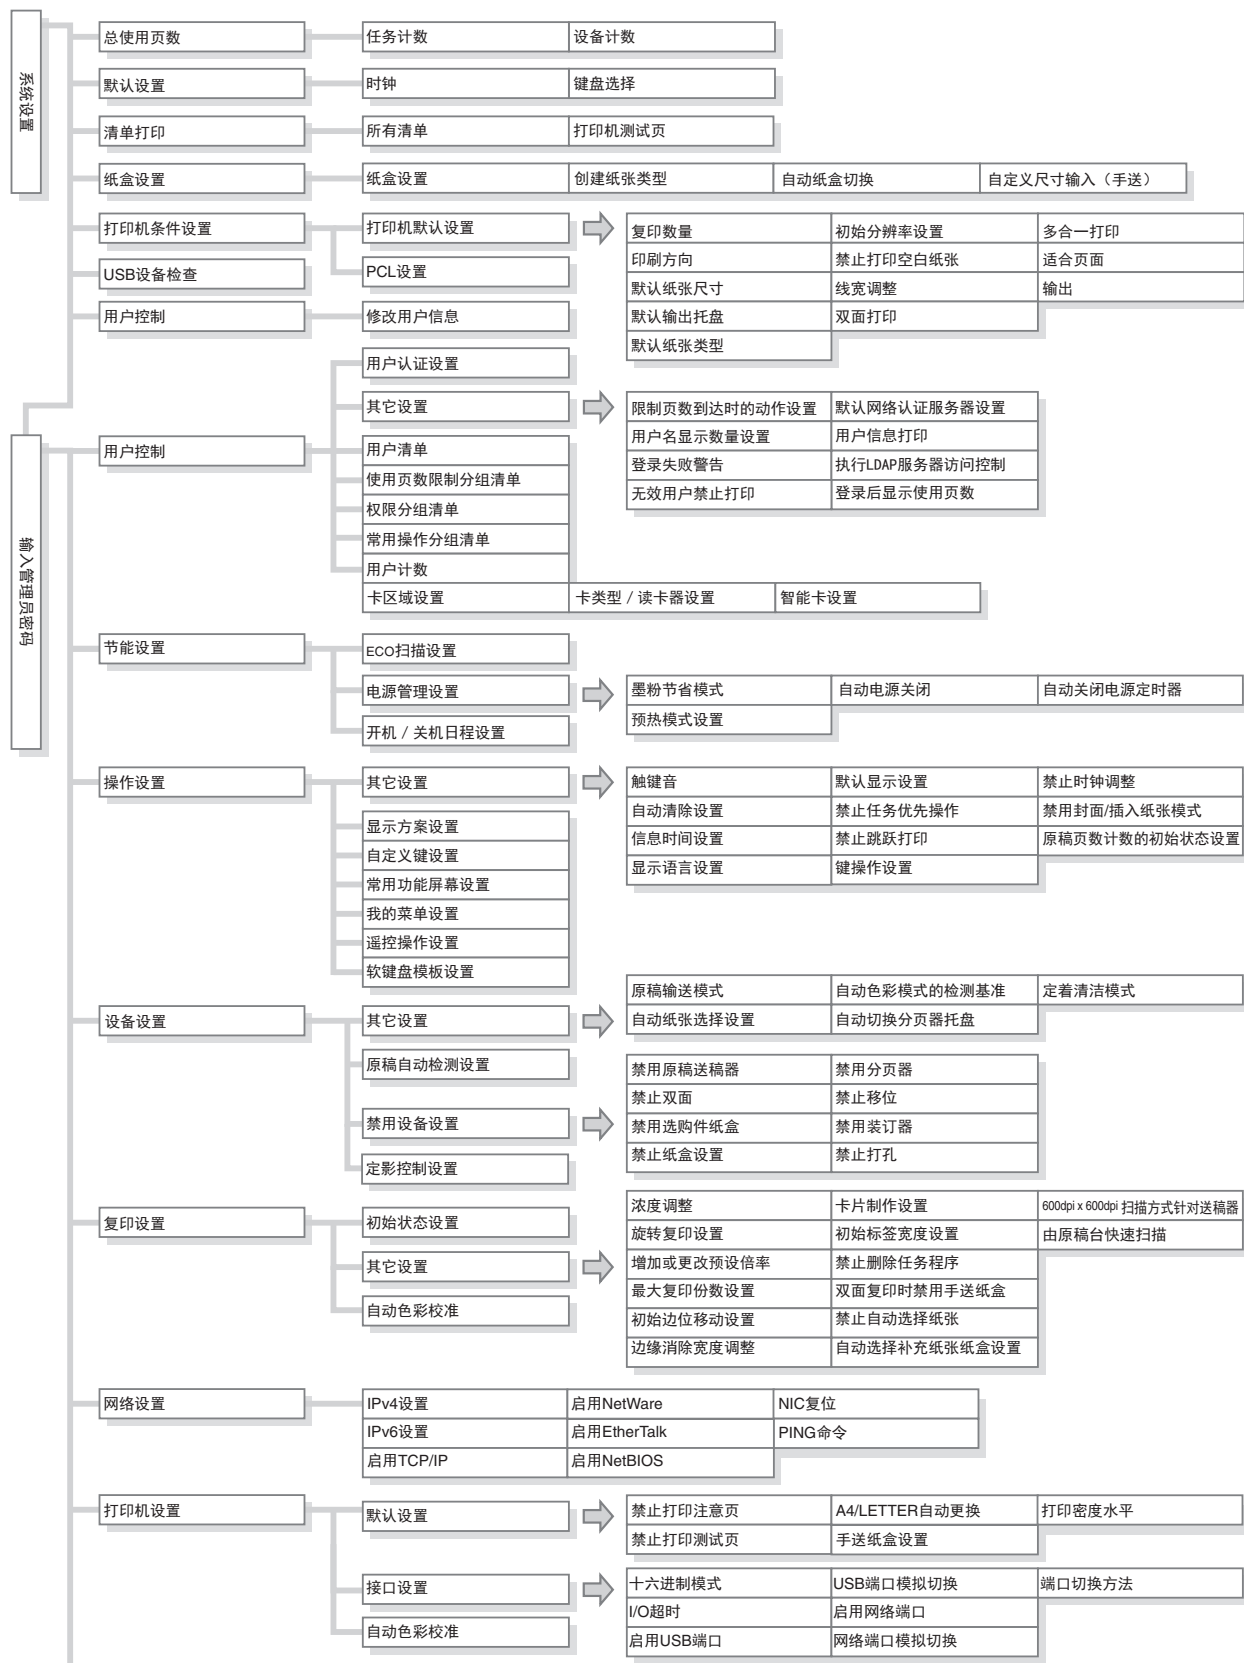 系统设置
总使用页数
任务计数
设备计数
默认设置
时钟
键盘选择
清单打印
所有清单
打印机测试页
纸盒设置
纸盒设置
创建纸张类型
自动纸盒切换
自定义尺寸输入（手送）
打印机条件设置
打印机默认设置
复印数量
初始分辨率设置
多合一打印
印刷方向
禁止打印空白纸张
适合页面
默认纸张尺寸
线宽调整
输出
默认输出托盘
双面打印
默认纸张类型
PCL设置
USB设备检查
用户控制
修改用户信息
输入管理员密码
用户控制
用户认证设置
其它设置
限制页数到达时的动作设置
默认网络认证服务器设置
用户名显示数量设置
用户信息打印
登录失败警告
执行LDAP服务器访问控制
无效用户禁止打印
登录后显示使用页数
用户清单
使用页数限制分组清单
权限分组清单
常用操作分组清单
用户计数
卡区域设置
卡类型 / 读卡器设置
智能卡设置
节能设置
ECO扫描设置
电源管理设置
墨粉节省模式
自动电源关闭
自动关闭电源定时器
预热模式设置
开机 / 关机日程设置
操作设置
其它设置
触键音
默认显示设置
禁止时钟调整
自动清除设置
禁止任务优先操作
禁用封面/插入纸张模式
信息时间设置
禁止跳跃打印
原稿页数计数的初始状态设置
显示语言设置
键操作设置
显示方案设置
自定义键设置
常用功能屏幕设置
我的菜单设置
遥控操作设置
软键盘模板设置
设备设置
其它设置
原稿输送模式
自动色彩模式的检测基准
定着清洁模式
自动纸张选择设置
自动切换分页器托盘
原稿自动检测设置
禁用设备设置
禁用原稿送稿器
禁用分页器
禁止双面
禁止移位
禁用选购件纸盒
禁用装订器
禁止纸盒设置
禁止打孔
定影控制设置
复印设置
初始状态设置
其它设置
浓度调整
卡片制作设置
600dpi x 600dpi 扫描方式针对送稿器
旋转复印设置
初始标签宽度设置
由原稿台快速扫描
增加或更改预设倍率
禁止删除任务程序
最大复印份数设置
双面复印时禁用手送纸盒
初始边位移动设置
禁止自动选择纸张
边缘消除宽度调整
自动选择补充纸张纸盒设置
自动色彩校准
网络设置
IPv4设置
启用NetWare
NIC复位
IPv6设置
启用EtherTalk
PING命令
启用TCP/IP
启用NetBIOS
打印机设置
默认设置
禁止打印注意页
A4/LETTER自动更换
打印密度水平
禁止打印测试页
手送纸盒设置
接口设置
十六进制模式
USB端口模拟切换
端口切换方法
I/O超时
启用网络端口
启用USB端口
网络端口模拟切换
自动色彩校准